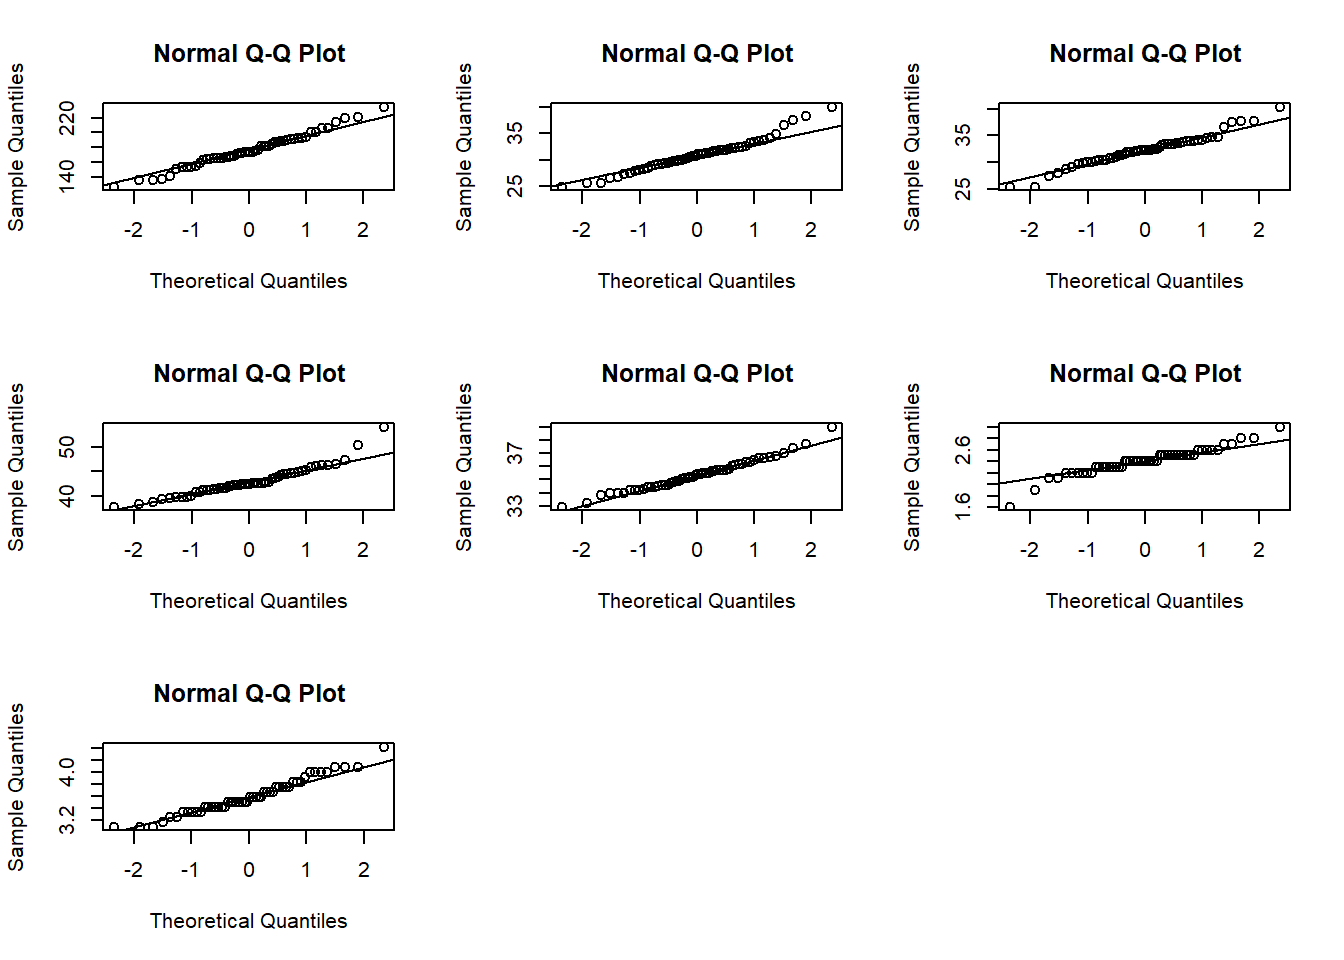 Normal Q-Q Plot
Sample Quantiles
220
140
-2 -1 0 1 2
Theoretical Quantiles
Normal Q-Q Plot
Sample Quantiles
35
25
-2 -1 0 1 2
Theoretical Quantiles
Normal Q-Q Plot
Sample Quantiles
35
25
-2 -1 0 1 2
Theoretical Quantiles
Normal Q-Q Plot
Sample Quantiles
50
40
-2 -1 0 1 2
Theoretical Quantiles
Normal Q-Q Plot
Sample Quantiles
37
33
-2 -1 0 1 2
Theoretical Quantiles
Normal Q-Q Plot
Sample Quantiles
2.6
1.6
-2 -1 0 1 2
Theoretical Quantiles
Normal Q-Q Plot
Sample Quantiles
4.0
3.2
-2 -1 0 1 2
Theoretical Quantiles